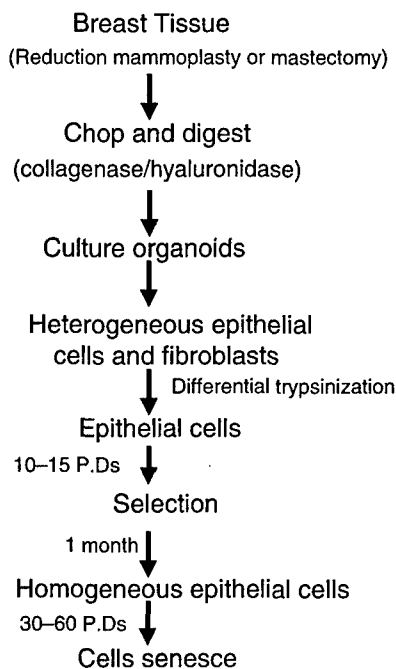 Breast Tissue
(Reduction mammoplasty or mastectomy)
Chop and digest
(collagenase/hyaluronidase)
Culture organoids
Heterogeneous epithelial
cells and fibroblasts
Differential trypsinization
Epithelial cells
10–15 P.Ds
Selection
1 month
Homogeneous epithelial cells
30–60 P.Ds
Cells senesce